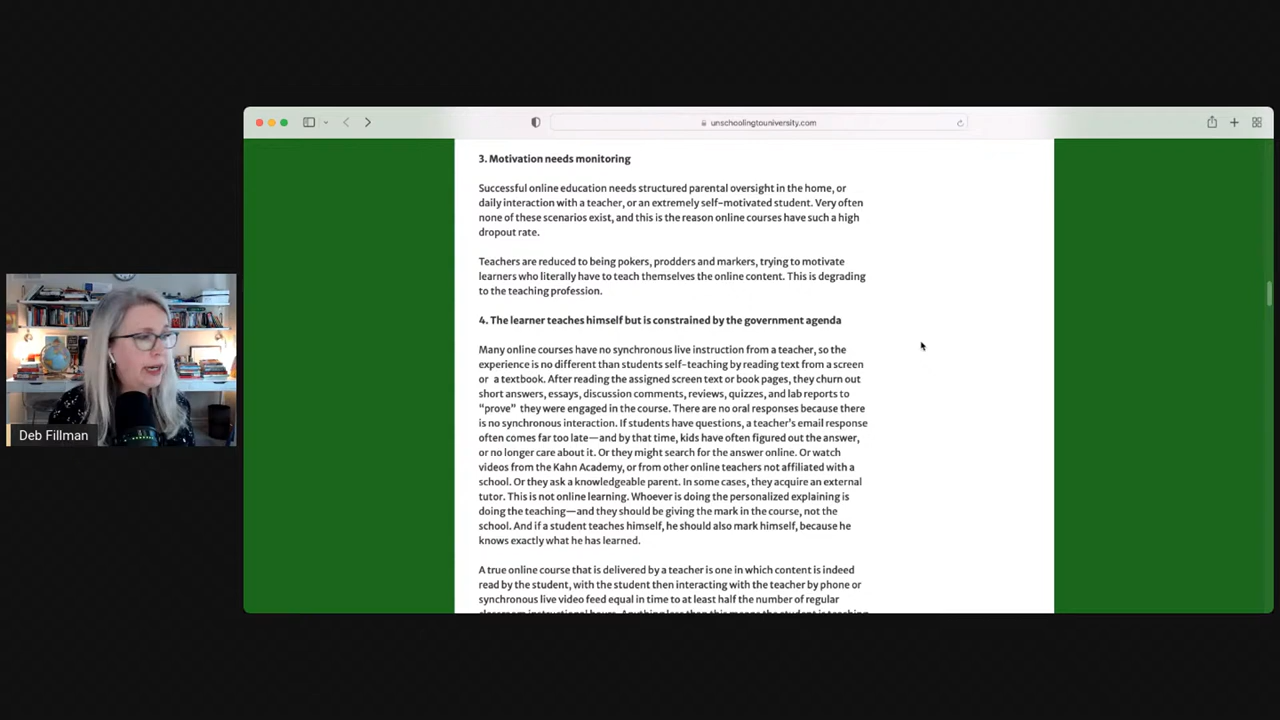 unschoolingtouniversity.com
3. Motivation needs monitoring
Successful online education needs structured parental oversight in the home, or
daily interaction with a teacher, or an extremely self-motivated student. Very often
none of these scenarios exist, and this is the reason online courses have such a high
dropout rate.
Teachers are reduced to being pokers, prodders and markers, trying to motivate
learners who literally have to teach themselves the online content. This is degrading
to the teaching profession.
4. The learner teaches himself but is constrained by the government agenda
Many online courses have no synchronous live instruction from a teacher, so the
experience is no different than students self-teaching by reading text from a screen
or a textbook. After reading the assigned screen text or book pages, they churn out
short answers, essays, discussion comments, reviews, quizzes, and lab reports to
“prove” they were engaged in the course. There are no oral responses because there
is no synchronous interaction. If students have questions, a teacher’s email response
often comes far too late—and by that time, kids have often figured out the answer,
or no longer care about it. Or they might search for the answer online. Or watch
videos from the Kahn Academy, or from other online teachers not affiliated with a
school. Or they ask a knowledgeable parent. In some cases, they acquire an external
tutor. This is not online learning. Whoever is doing the personalized explaining is
doing the teaching—and they should be giving the mark in the course, not the
school. And if a student teaches himself, he should also mark himself, because he
knows exactly what he has learned.
A true online course that is delivered by a teacher is one in which content is indeed
read by the student, with the student then interacting with the teacher by phone or
synchronous live video feed equal in time to at least half the number of regular
classroom instructional hours. Anything less than this means the student is teaching
Deb Fillman